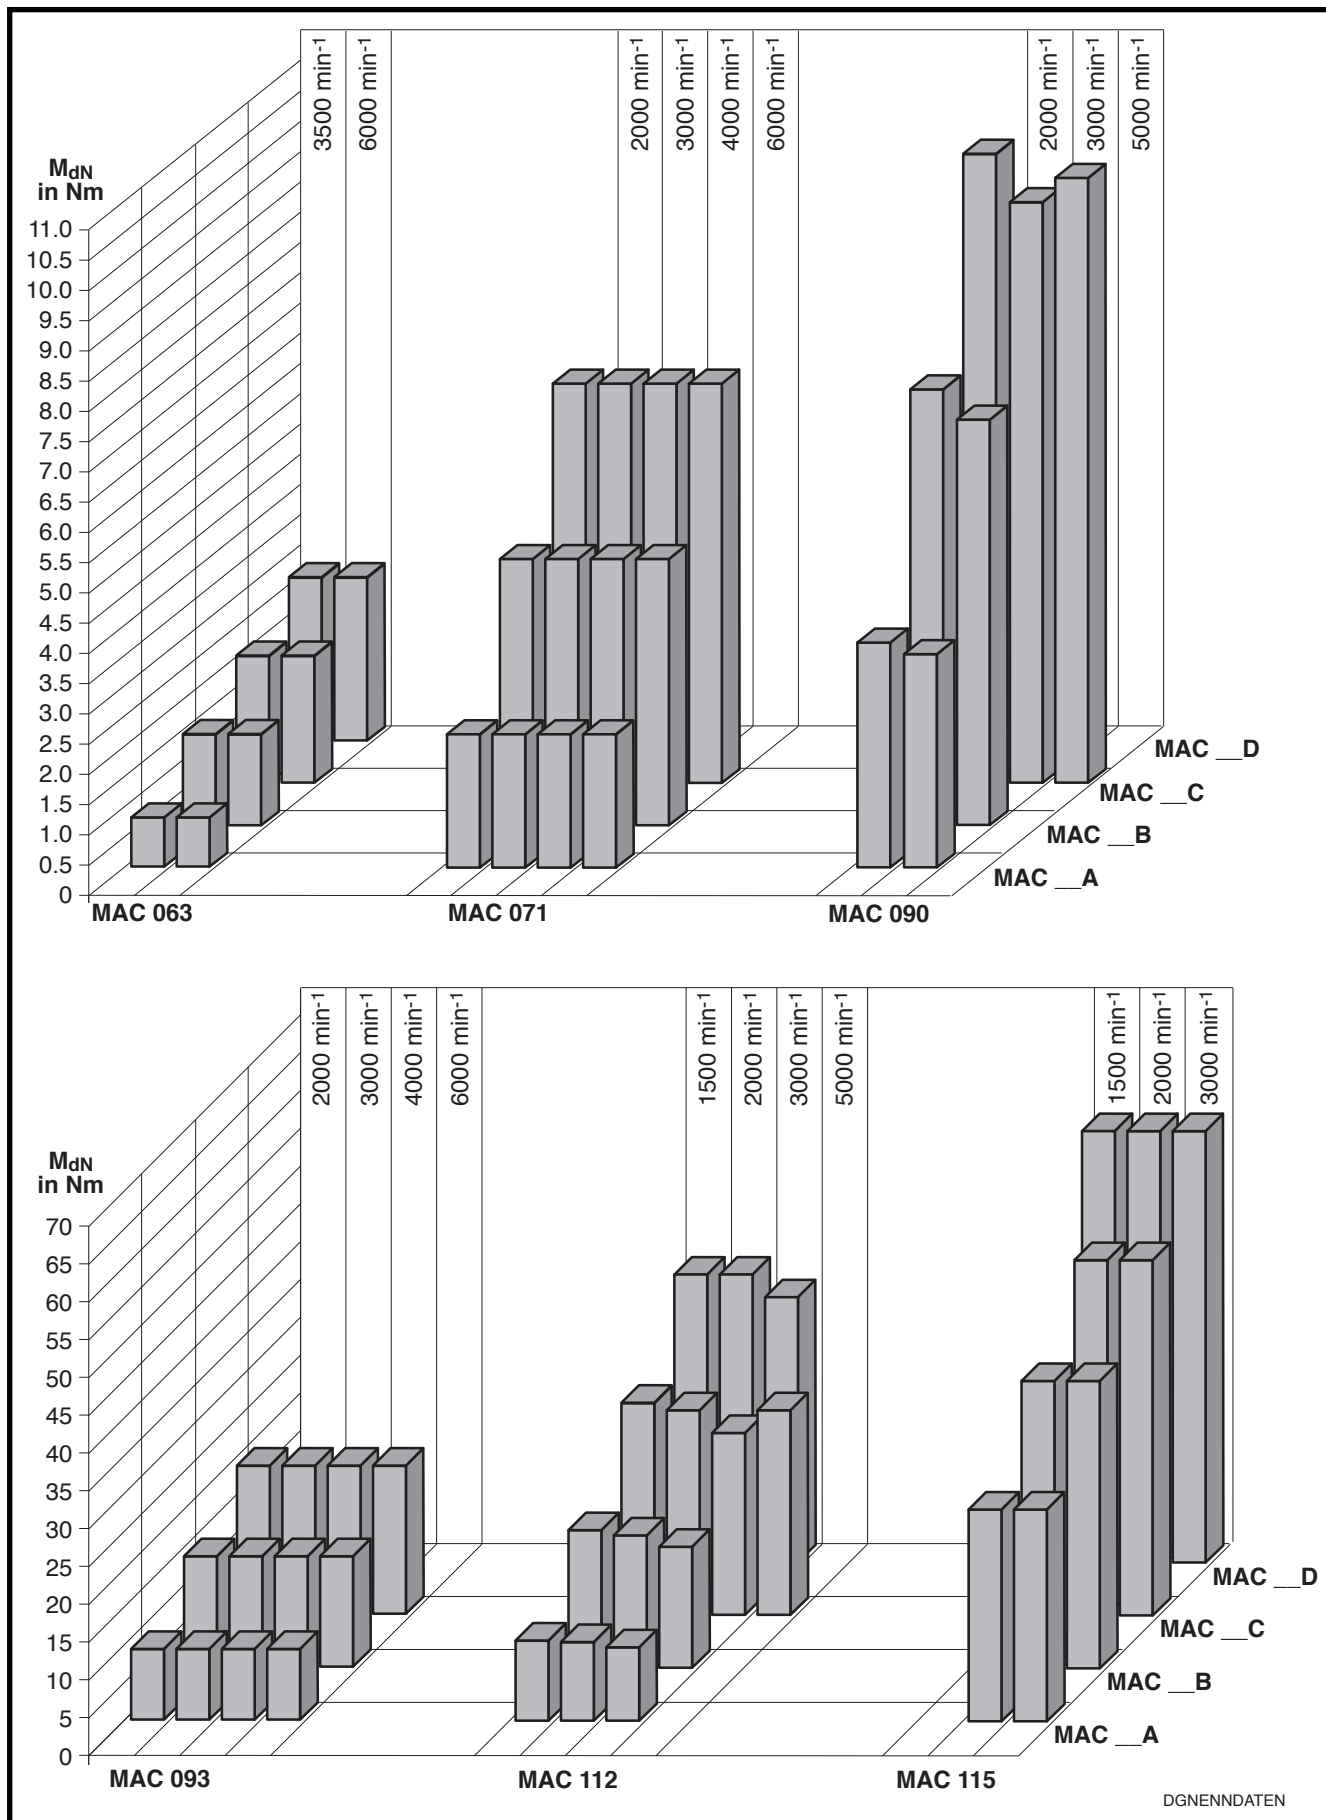 3500 min-1
6000 min-1
2000 min-1
3000 min-1
4000 min-1
6000 min-1
2000 min-1
3000 min-1
5000 min-1
MdN
in Nm
11.0
10.5
10.0
9.5
9.0
8.5
8.0
7.5
7.0
6.5
6.0
5.5
5.0
4.5
4.0
3.5
3.0
2.5
2.0
1.5
1.0
0.5
0
MAC __D
MAC __C
MAC __B
MAC __A
MAC 063
MAC 071
MAC 090
2000 min-1
3000 min-1
4000 min-1
6000 min-1
1500 min-1
2000 min-1
3000 min-1
5000 min-1
1500 min-1
2000 min-1
3000 min-1
MdN
in Nm
70
65
60
55
50
45
40
35
30
25
20
15
10
5
0
MAC __D
MAC __C
MAC __B
MAC __A
MAC 093
MAC 112
MAC 115
DGNENNDATEN